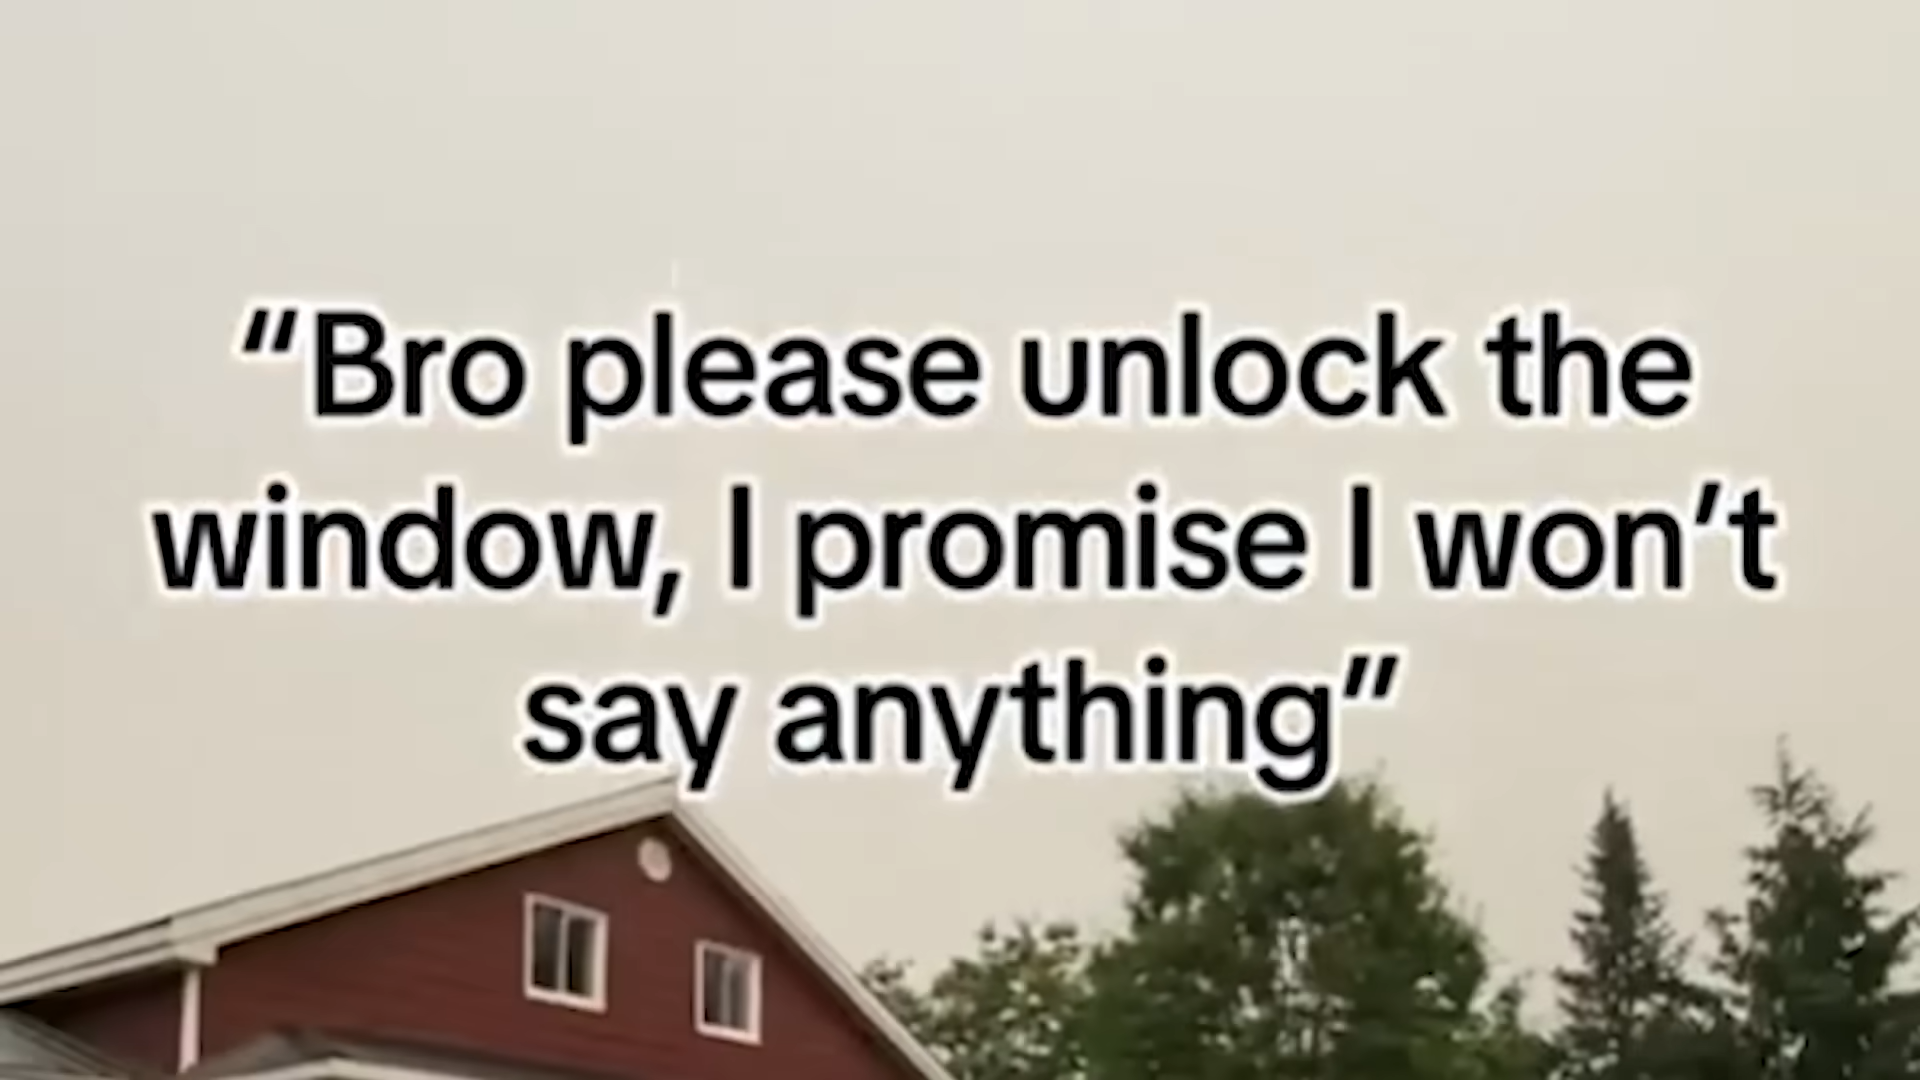 “Bro please unlock the
window, I promise I won’t
say anything”